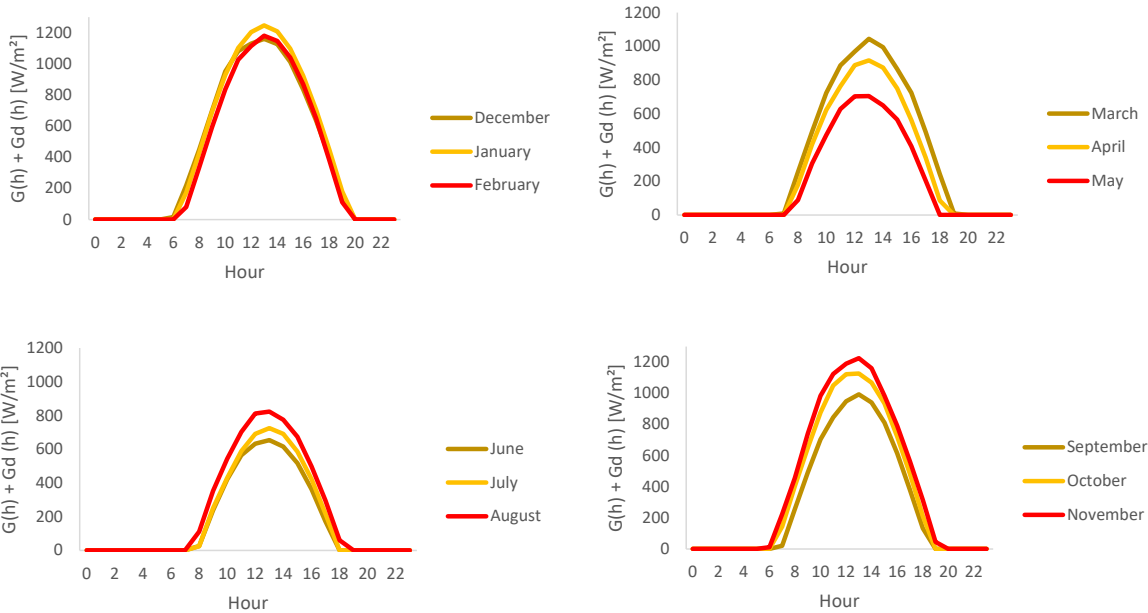 G(h) + Gd (h) [W/m²]
1200
1000
800
600
400
200
0
0 2 4 6 8 10 12 14 16 18 20 22
Hour
December
January
February
G(h) + Gd (h) [W/m²]
1200
1000
800
600
400
200
0
0 2 4 6 8 10 12 14 16 18 20 22
Hour
March
April
May
G(h) + Gd (h) [W/m²]
1200
1000
800
600
400
200
0
0 2 4 6 8 10 12 14 16 18 20 22
Hour
June
July
August
G(h) + Gd (h) [W/m²]
1200
1000
800
600
400
200
0
0 2 4 6 8 10 12 14 16 18 20 22
Hour
September
October
November